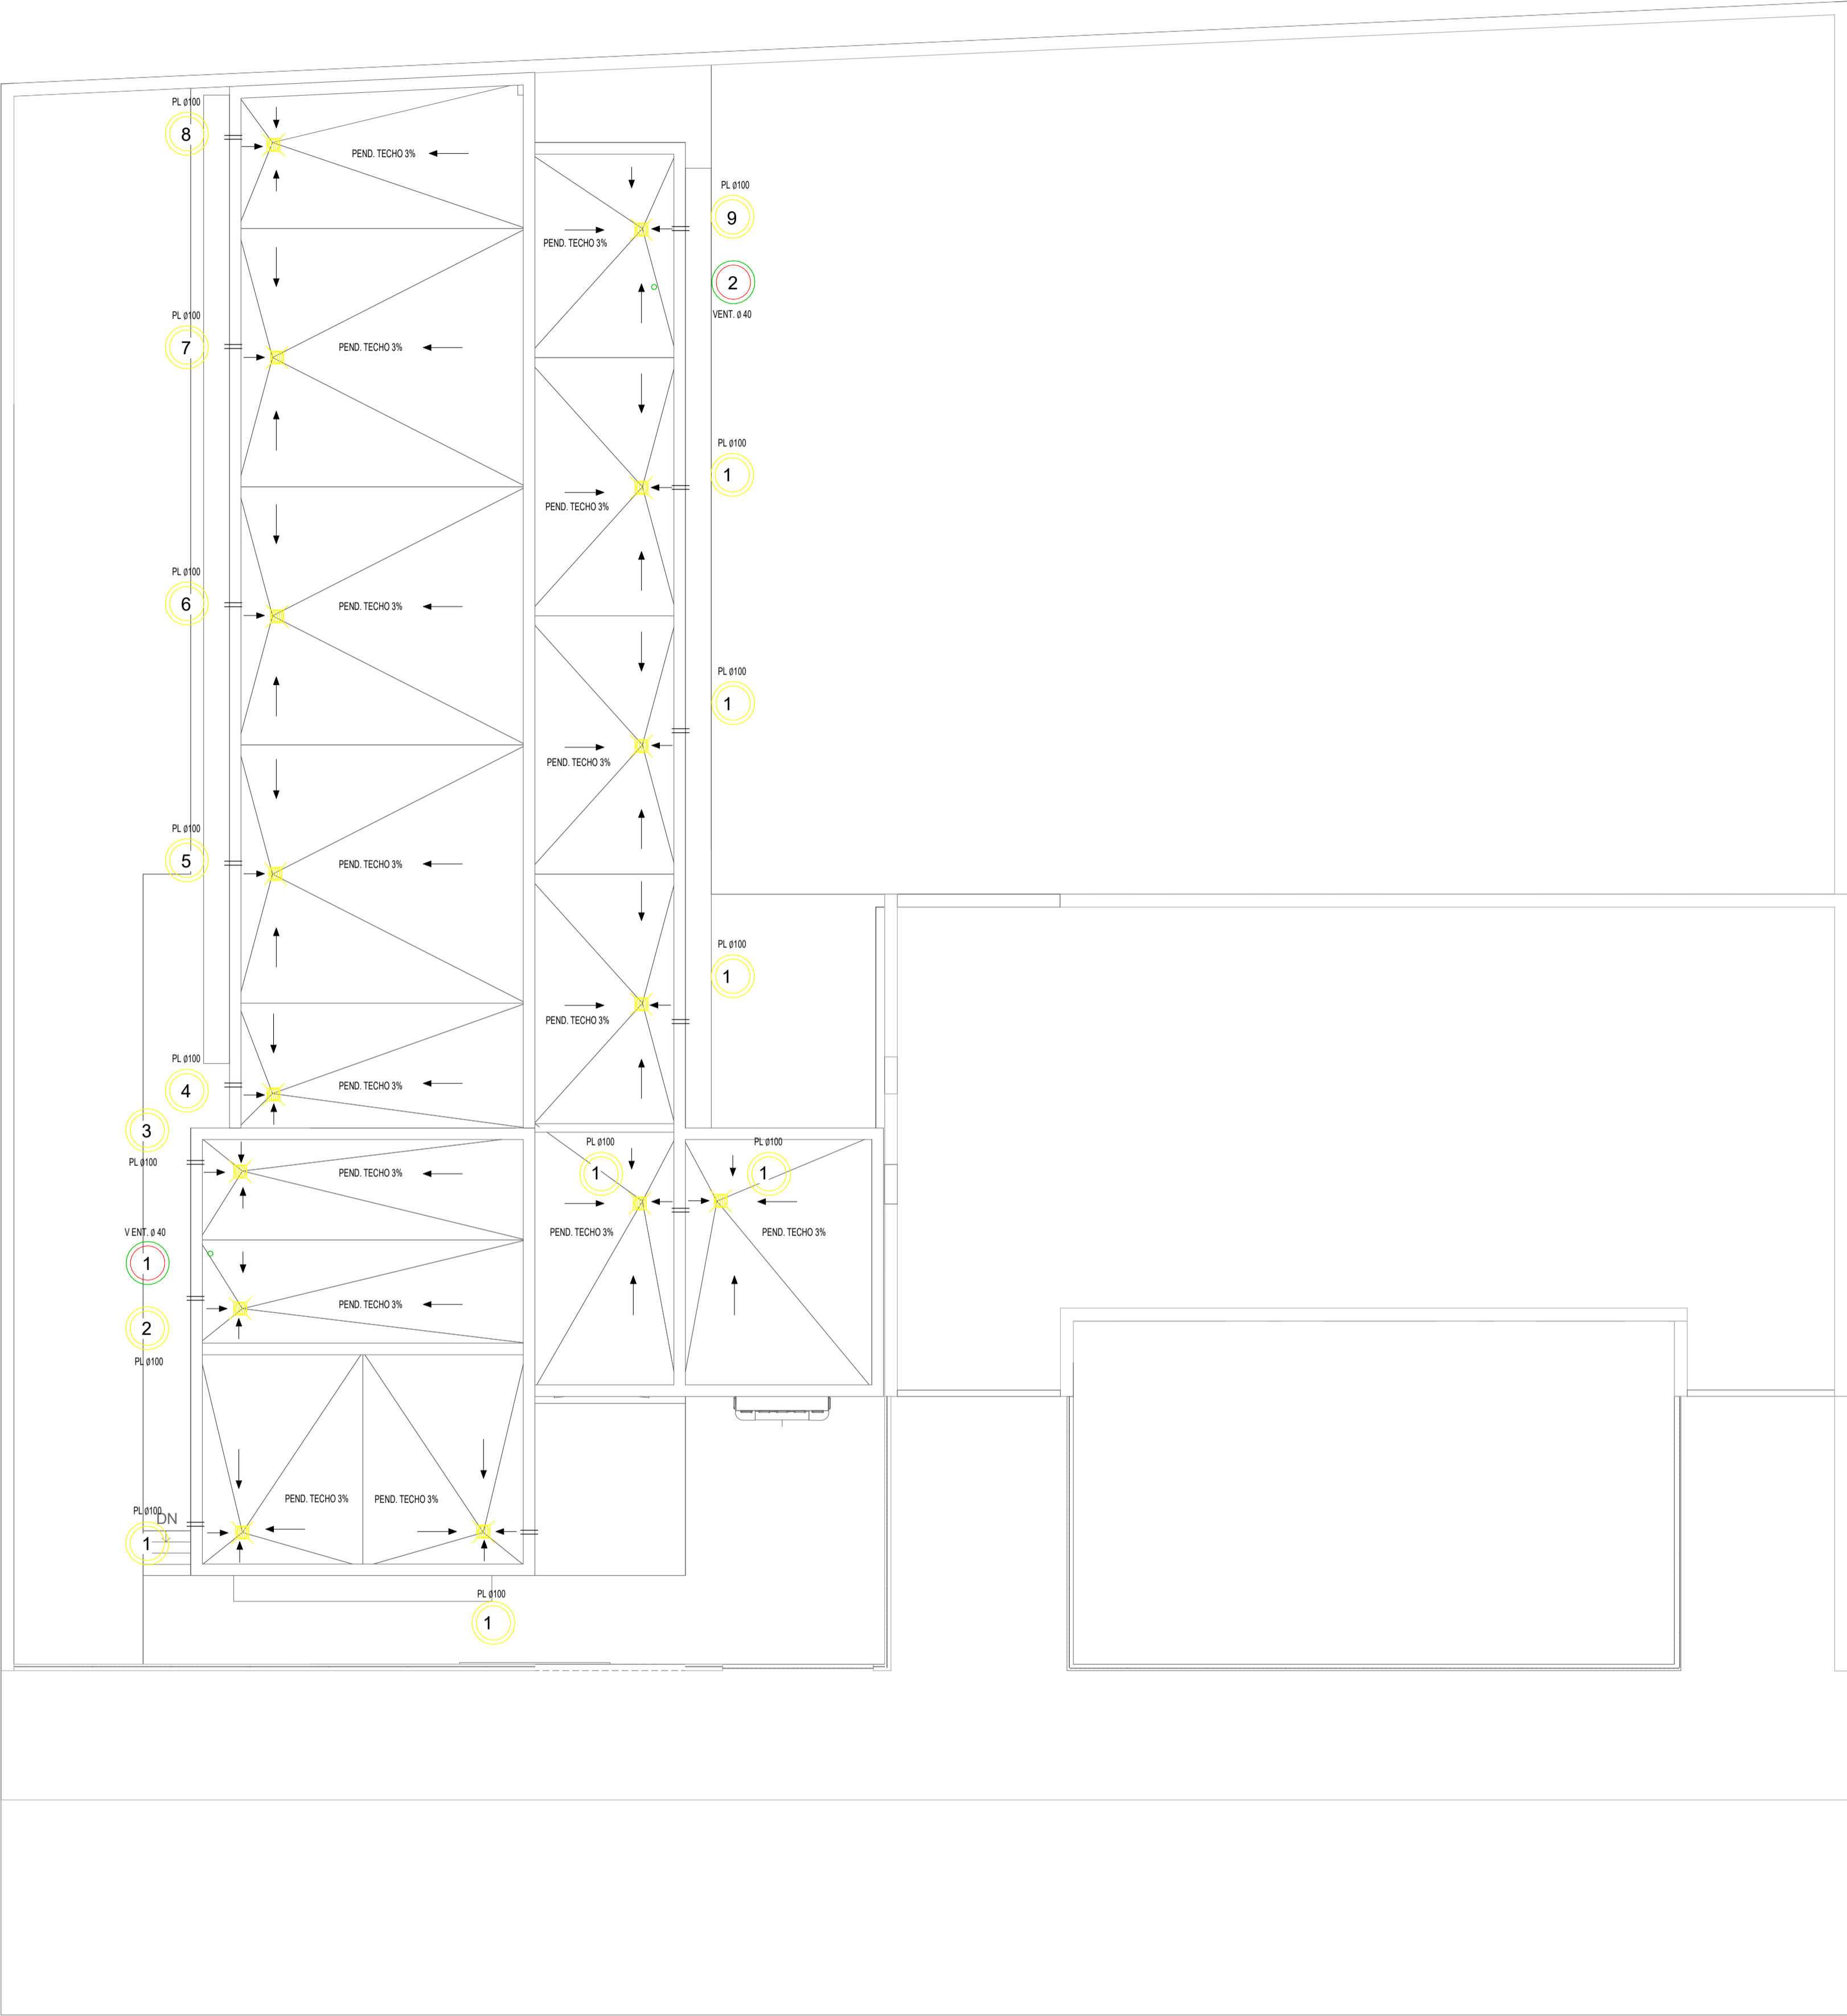 PL ø100
8
PEND. TECHO 3%
PL ø100
9
PEND. TECHO 3%
2
VENT. Ø 40
PL ø100
7
PEND. TECHO 3%
PL ø100
1
PEND. TECHO 3%
PL ø100
6
PEND. TECHO 3%
PL ø100
1
PEND. TECHO 3%
PL ø100
5
PEND. TECHO 3%
PL ø100
1
PEND. TECHO 3%
PL ø100
4
PEND. TECHO 3%
3
PL ø100
PEND. TECHO 3%
PL ø100
1
PL ø100
1
PEND. TECHO 3%
PEND. TECHO 3%
V ENT. Ø 40
1
PEND. TECHO 3%
2
PL ø100
PEND. TECHO 3%
PEND. TECHO 3%
PL ø100
DN
1
PL ø100
1